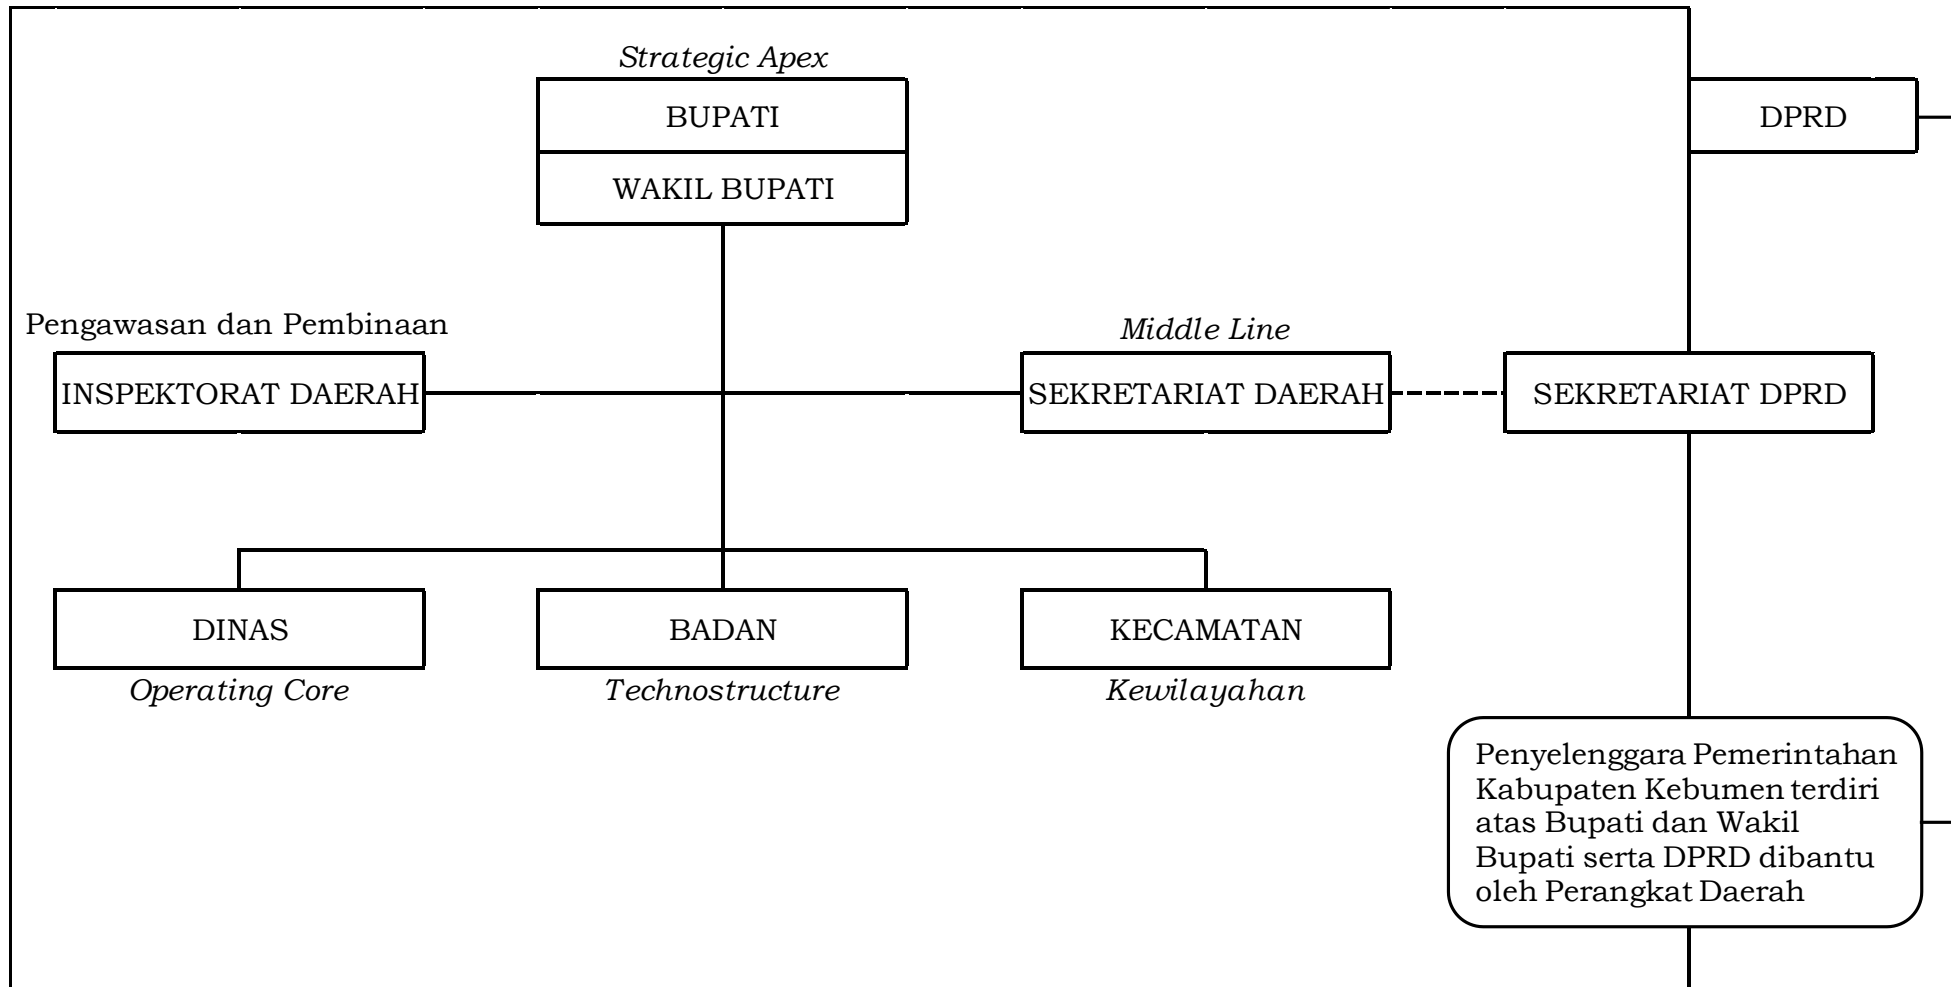 Strategic Apex
BUPATI
DPRD
WAKIL BUPATI
Pengawasan dan Pembinaan
Middle Line
INSPEKTORAT DAERAH
SEKRETARIAT DAERAH
SEKRETARIAT DPRD
DINAS
BADAN
KECAMATAN
Operating Core
Technostructure
Kewilayahan
Penyelenggara Pemerintahan
Kabupaten Kebumen terdiri
atas Bupati dan Wakil
Bupati serta DPRD dibantu
oleh Perangkat Daerah